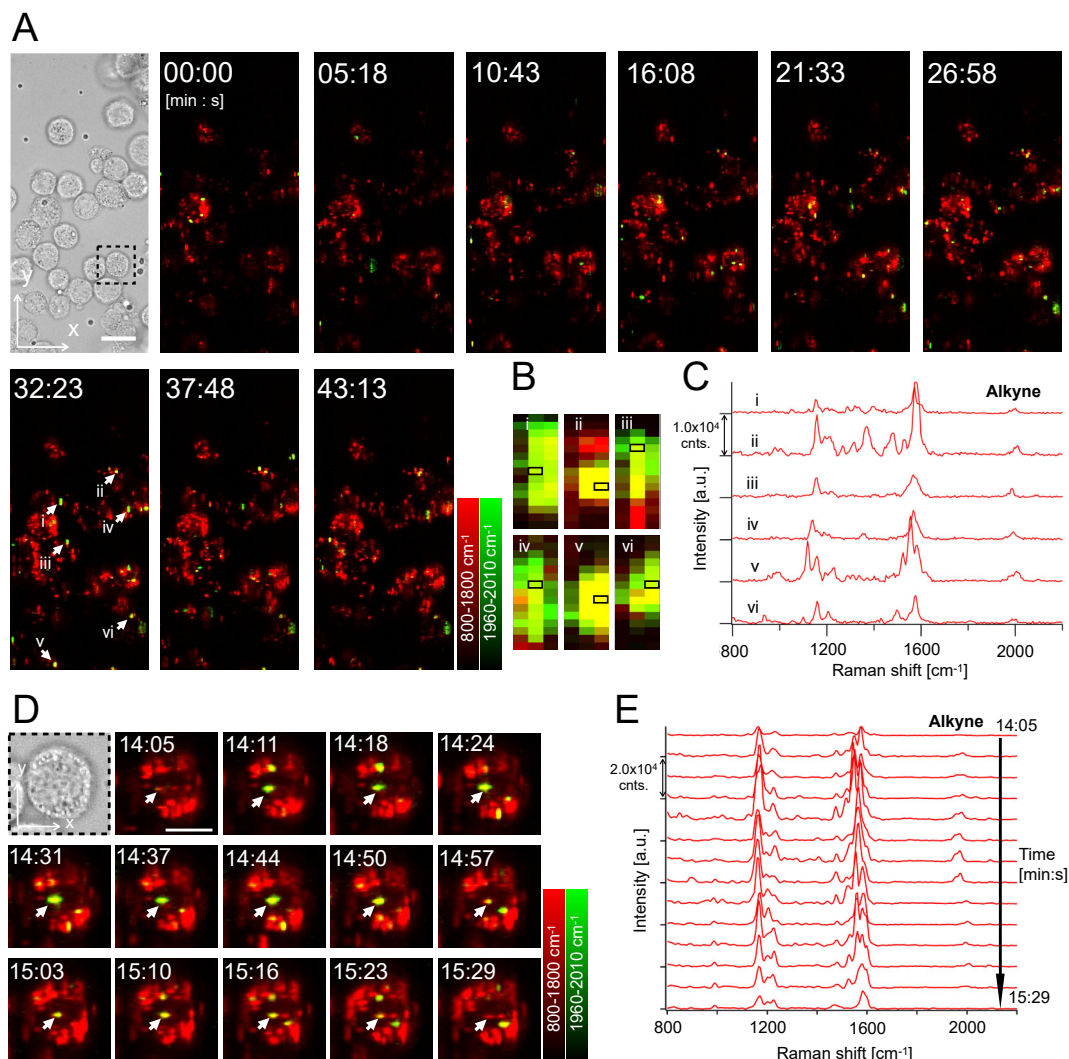 A
00:00
[min : s]
05:18
10:43
16:08
21:33
26:58
y
x
32:23
37:48
43:13
i
ii
iii
iv
v
vi
800-1800 cm-1
1960-2010 cm-1
B
i
ii
iii
iv
v
vi
C
Alkyne
1.0x10⁴
cnts.
i
ii
iii
iv
v
vi
Intensity [a.u.]
800
1200
1600
2000
Raman shift [cm-1]
D
y
x
14:05
14:11
14:18
14:24
14:31
14:37
14:44
14:50
14:57
15:03
15:10
15:16
15:23
15:29
800-1800 cm-1
1960-2010 cm-1
E
Alkyne
14:05
2.0x10⁴
cnts.
Intensity [a.u.]
Time
[min:s]
15:29
800
1200
1600
2000
Raman shift [cm-1]